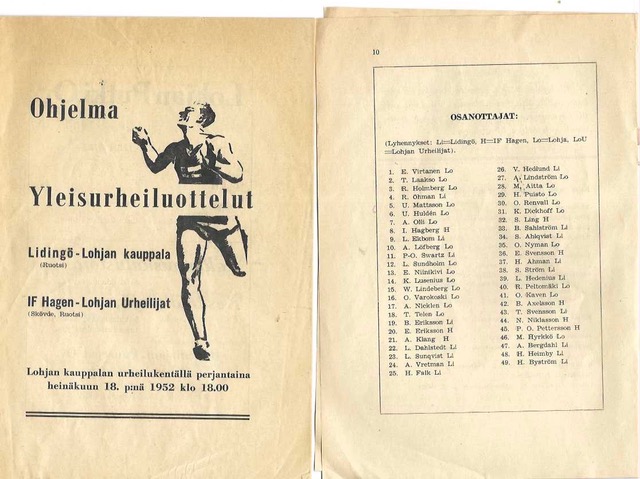 Ohjelma
Yleisurheiluottelut
Lidingö - Lohjan kauppala
(Ruotsi)
IF Hagen - Lohjan Urheilijat
(Skövde, Ruotsi)
Lohjan kauppalan urheilukentällä perjantaina
heinäkuun 18. p:nä 1952 klo 18.00
10
OSANOTTAJAT:
(Lyhennykset: Li=Lidingö, H=IF Hagen, Lo=Lohja, LoU
=Lohjan Urheilijat).
1. E. Virtanen Lo
2. T. Laakso Lo
3. R. Holmberg Lo
4. R. Öhman Li
5. U. Mattsson Lo
6. U. Huldén Lo
7. A. Olli Lo
8. I. Hagberg H
9. L. Ekbom Li
10. A. Löfberg Lo
11. P-O. Swartz Li
12. L. Sundholm Lo
13. E. Niinikivi Lo
14. K. Lusenius Lo
15. W. Lindeberg Lo
16. O. Varokoski Lo
17. A. Nicklen Lo
18. T. Telen Lo
19. B. Eriksson Li
20. E. Eriksson H
21. A. Klang H
22. L. Dahlstedt Li
23. L. Sunqvist Li
24. A. Vretman Li
25. H. Falk Li
26. V. Hedlund Li
27. A. Lindström Lo
28. M. Aitta Lo
29. H. Puisto Lo
30. O. Renvall Lo
31. K. Dickhoff Lo
32. S. Ling H
33. B. Sahlström Li
34. S. Ahlqvist Li
35. O. Nyman Lo
36. E. Svensson H
37. H. Ahman Li
38. S. Ström Li
39. L. Hedenius Li
40. R. Peltomäki Lo
41. O. Kaven Lo
42. B. Axelsson H
43. T. Svensson Li
44. N. Niklasson H
45. P. O. Pettersson H
46. M. Hyrkkö Lo
47. A. Bergdahl Li
48. H. Heimby Li
49. H. Byström Li